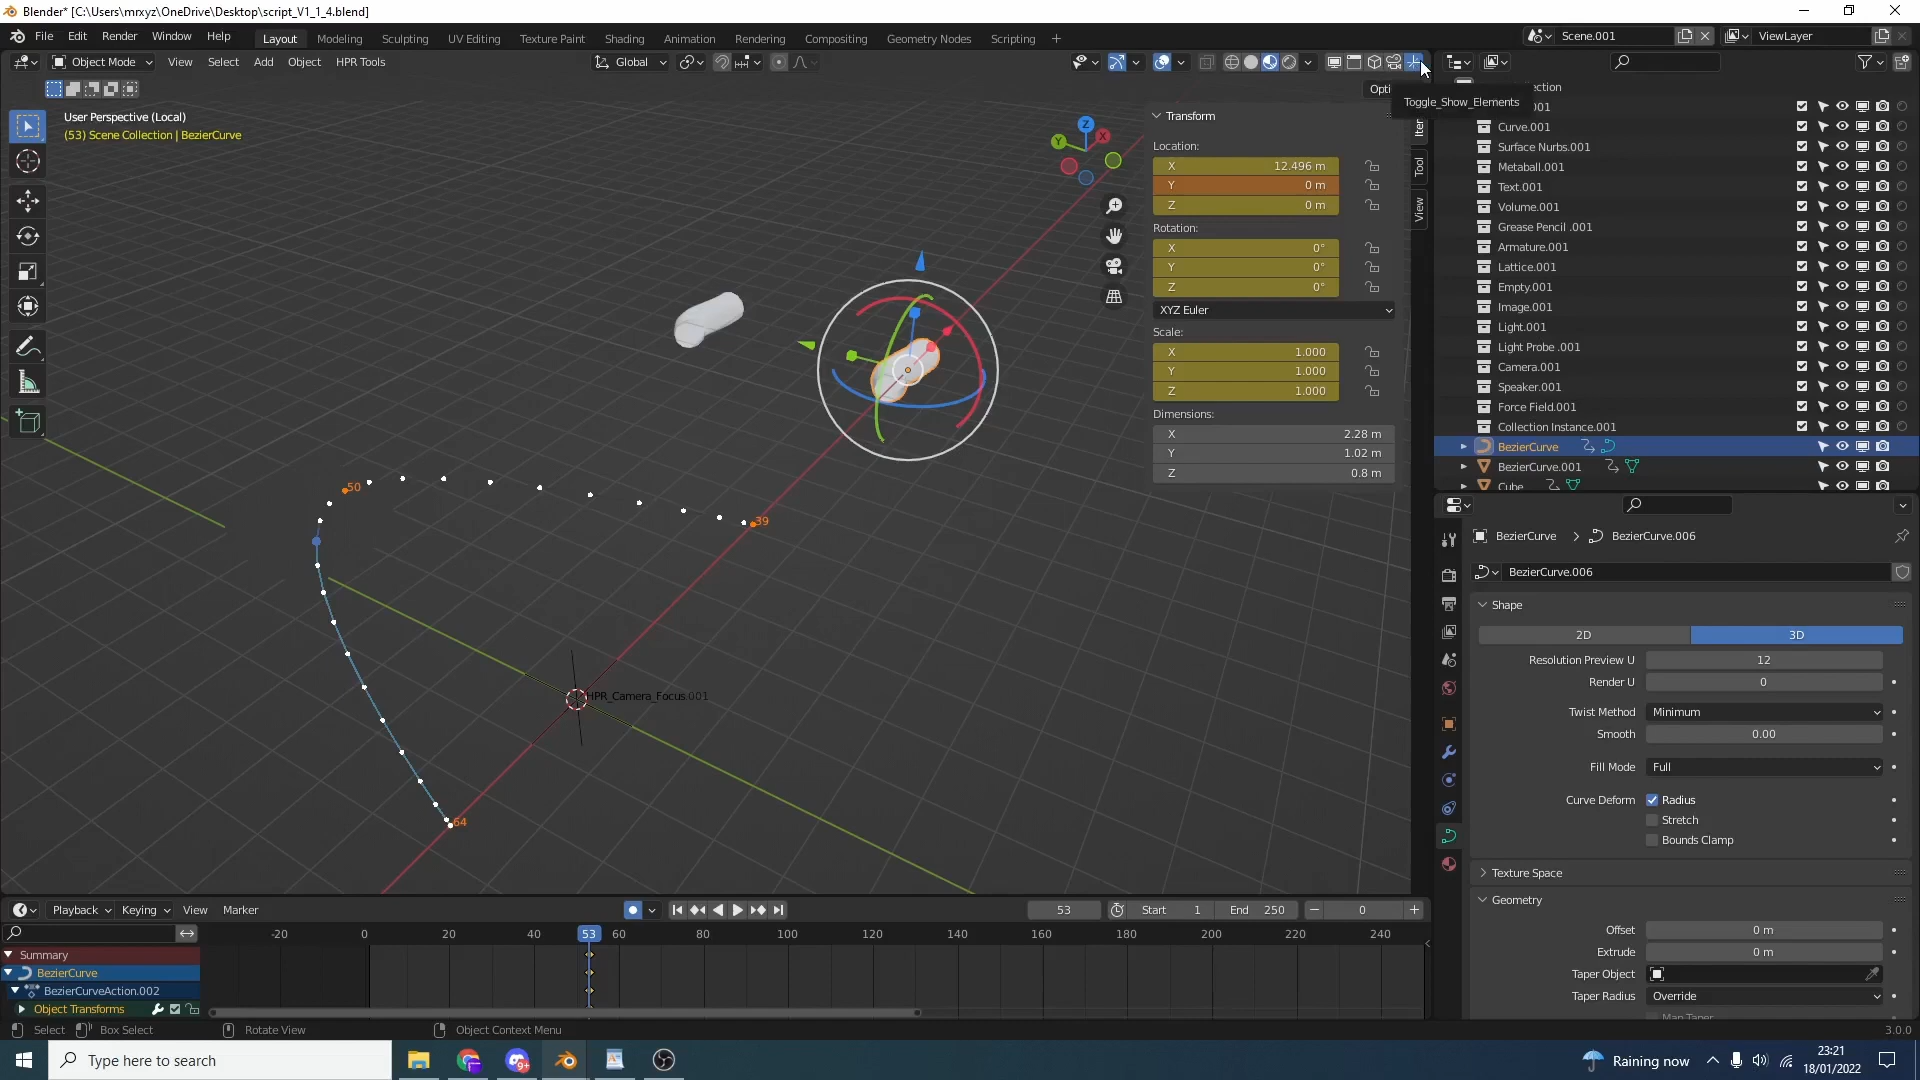 Blender* [C:\Users\mrxyz\OneDrive\Desktop\script_V1_1_4.blend]
File Edit Render Window Help
Layout Modeling Sculpting UV Editing Texture Paint Shading Animation Rendering Compositing Geometry Nodes Scripting +
Scene.001
ViewLayer
Object Mode View Select Add Object HPR Tools
Global
Toggle_Show_Elements
User Perspective (Local)
(53) Scene Collection | BezierCurve
Z
Y
X
50
39
64
HPR_Camera_Focus.001
Transform
Location:
X 12.496 m
Y 0 m
Z 0 m
Rotation:
X 0°
Y 0°
Z 0°
XYZ Euler
Scale:
X 1.000
Y 1.000
Z 1.000
Dimensions:
X 2.28 m
Y 1.02 m
Z 0.8 m
Item
Tool
View
Curve.001
Surface Nurbs.001
Metaball.001
Text.001
Volume.001
Grease Pencil .001
Armature.001
Lattice.001
Empty.001
Image.001
Light.001
Light Probe .001
Camera.001
Speaker.001
Force Field.001
Collection Instance.001
BezierCurve
BezierCurve.001
Cube
BezierCurve > BezierCurve.006
BezierCurve.006
Shape
2D 3D
Resolution Preview U 12
Render U 0
Twist Method Minimum
Smooth 0.00
Fill Mode Full
Curve Deform Radius
Stretch
Bounds Clamp
Texture Space
Geometry
Offset 0 m
Extrude 0 m
Taper Object
Taper Radius Override
Map Taper
Playback Keying View Marker
53 Start 1 End 250 0
-20 0 20 40 53 60 80 100 120 140 160 180 200 220 240
Summary
BezierCurve
BezierCurveAction.002
Object Transforms
Select Box Select Rotate View Object Context Menu 3.0.0
Type here to search
Raining now
23:21
18/01/2022